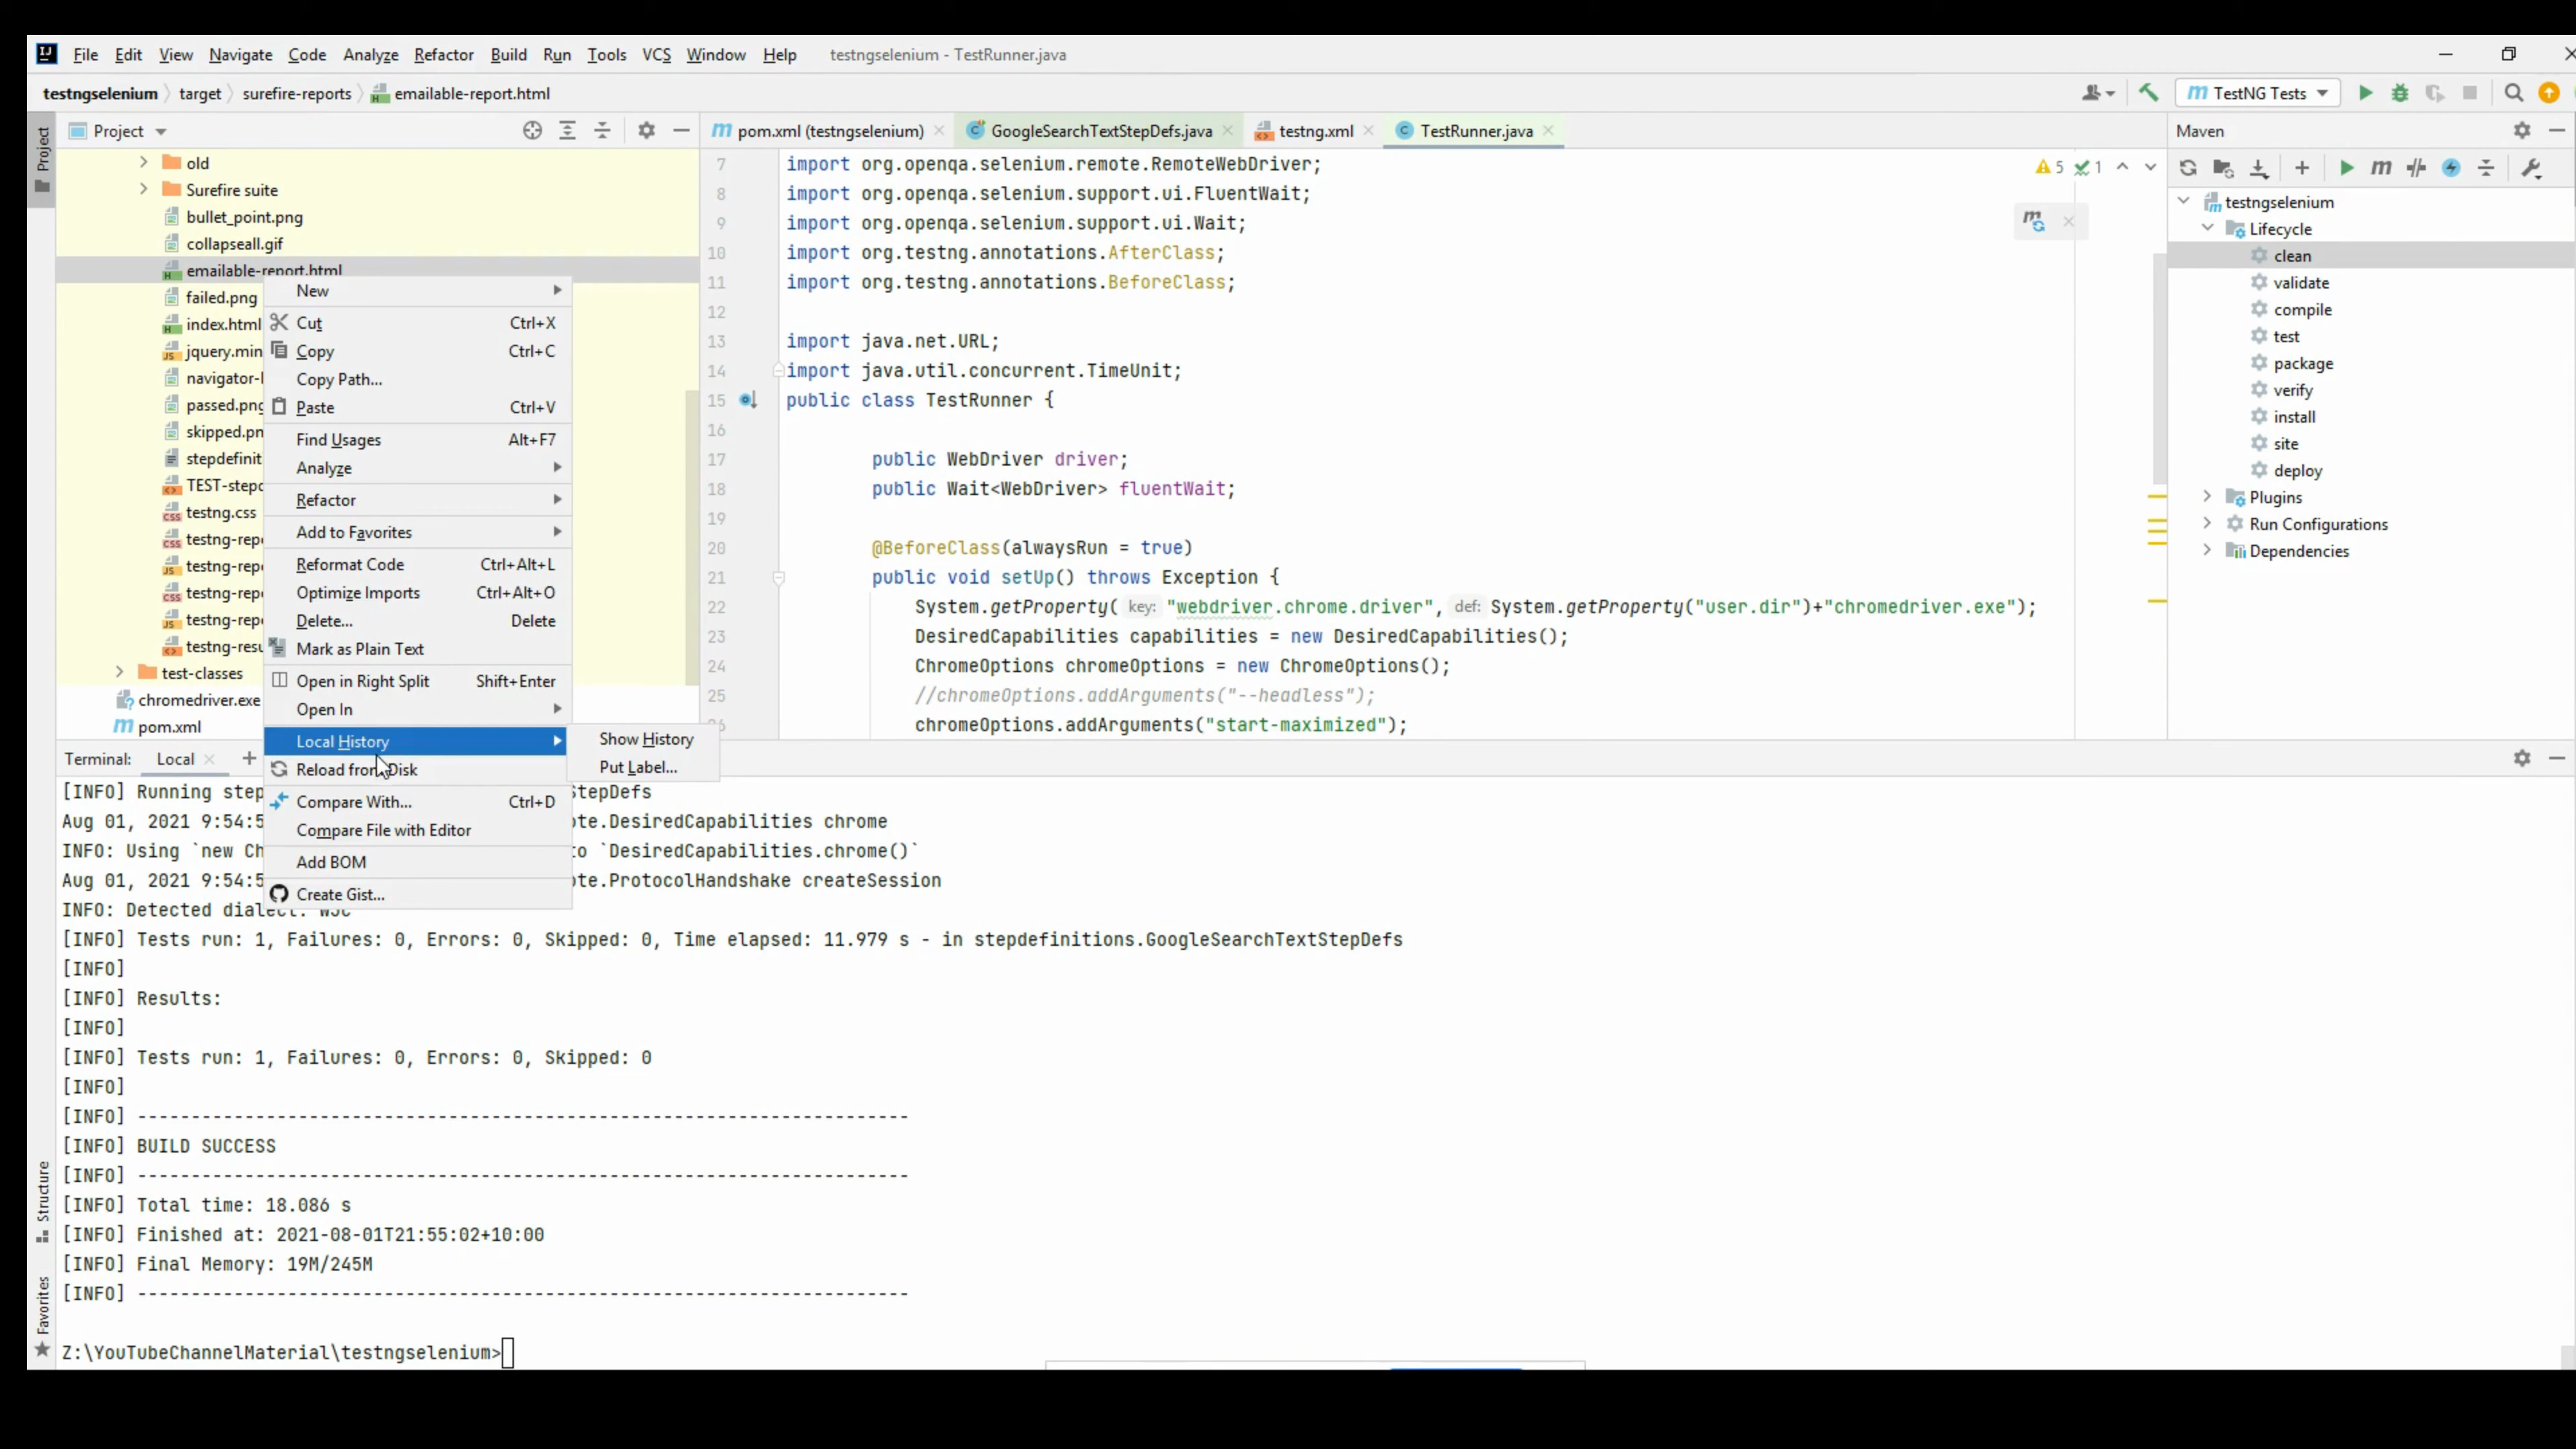 File Edit View Navigate Code Analyze Refactor Build Run Tools VCS Window Help testngselenium - TestRunner.java
testngselenium target surefire-reports emailable-report.html
TestNG Tests
Project
Project
old
Surefire suite
bullet_point.png
collapseall.gif
emailable-report.html
failed.png
index.html
jquery.min
navigator-
passed.png
skipped.pn
stepdefinit
TEST-stepd
testng.css
testng-rep
testng-rep
testng-rep
testng-rep
testng-resu
test-classes
chromedriver.exe
pom.xml
New
Cut Ctrl+X
Copy Ctrl+C
Copy Path...
Paste Ctrl+V
Find Usages Alt+F7
Analyze
Refactor
Add to Favorites
Reformat Code Ctrl+Alt+L
Optimize Imports Ctrl+Alt+O
Delete... Delete
Mark as Plain Text
Open in Right Split Shift+Enter
Open In
Local History
Reload from Disk
Compare With... Ctrl+D
Compare File with Editor
Add BOM
Create Gist...
Show History
Put Label...
pom.xml (testngselenium) GoogleSearchTextStepDefs.java testng.xml TestRunner.java
5 1
7 import org.openqa.selenium.remote.RemoteWebDriver;
8 import org.openqa.selenium.support.ui.FluentWait;
9 import org.openqa.selenium.support.ui.Wait;
10 import org.testng.annotations.AfterClass;
11 import org.testng.annotations.BeforeClass;
12
13 import java.net.URL;
14 import java.util.concurrent.TimeUnit;
15 public class TestRunner {
16
17 public WebDriver driver;
18 public Wait<WebDriver> fluentWait;
19
20 @BeforeClass(alwaysRun = true)
21 public void setUp() throws Exception {
22 System.getProperty( key: "webdriver.chrome.driver", def: System.getProperty("user.dir")+"chromedriver.exe");
23 DesiredCapabilities capabilities = new DesiredCapabilities();
24 ChromeOptions chromeOptions = new ChromeOptions();
25 //chromeOptions.addArguments("--headless");
chromeOptions.addArguments("start-maximized");
Maven
testngselenium
Lifecycle
clean
validate
compile
test
package
verify
install
site
deploy
Plugins
Run Configurations
Dependencies
Terminal: Local
[INFO] Running step StepDefs
Aug 01, 2021 9:54:5 ote.DesiredCapabilities chrome
INFO: Using `new Ch to `DesiredCapabilities.chrome()`
Aug 01, 2021 9:54:5 ote.ProtocolHandshake createSession
INFO: Detected dialect: W3C
[INFO] Tests run: 1, Failures: 0, Errors: 0, Skipped: 0, Time elapsed: 11.979 s - in stepdefinitions.GoogleSearchTextStepDefs
[INFO]
[INFO] Results:
[INFO]
[INFO] Tests run: 1, Failures: 0, Errors: 0, Skipped: 0
[INFO]
[INFO] ------------------------------------------------------------------------
[INFO] BUILD SUCCESS
[INFO] ------------------------------------------------------------------------
[INFO] Total time: 18.086 s
[INFO] Finished at: 2021-08-01T21:55:02+10:00
[INFO] Final Memory: 19M/245M
[INFO] ------------------------------------------------------------------------
Z:\YouTubeChannelMaterial\testngselenium>
Structure
Favorites